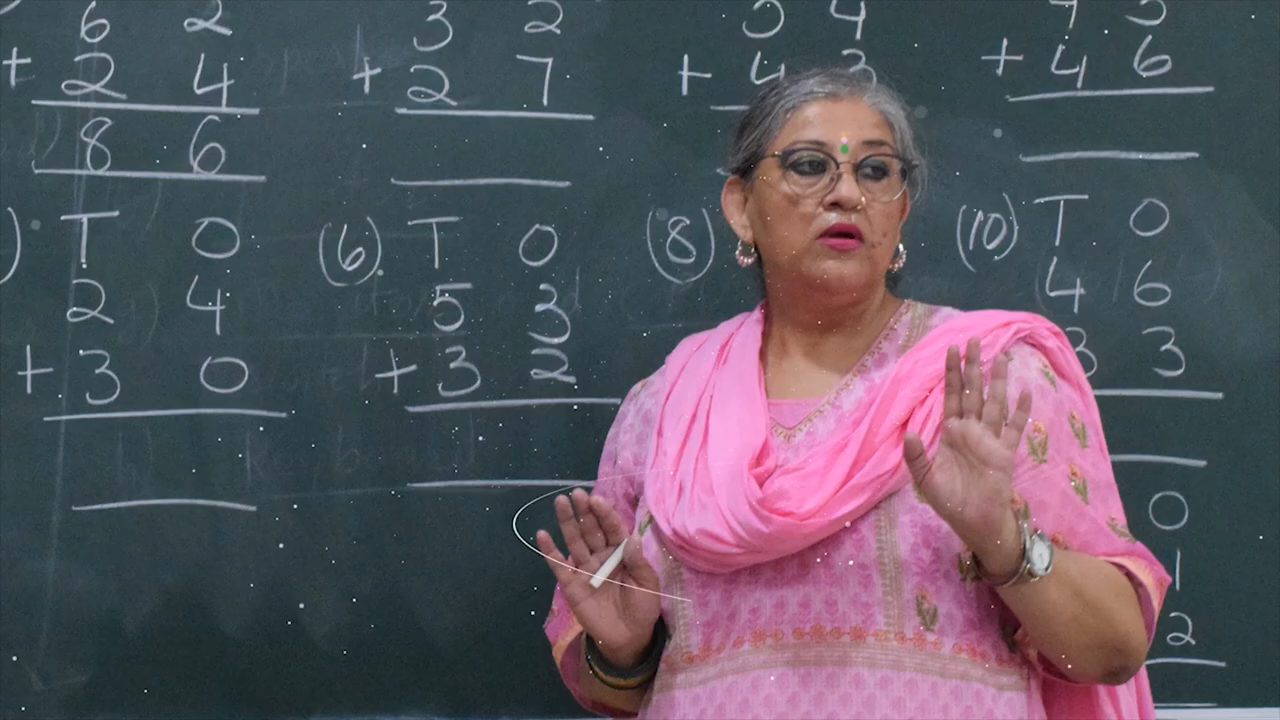 6 2 3 2 3 4 7 5
+ 2 4 + 2 7 + 4 3 + 4 6
8 6
) T O (6) T O (8) (10) T O
2 4 5 3 4 6
+ 3 0 + 3 2 3 3
0
1
2